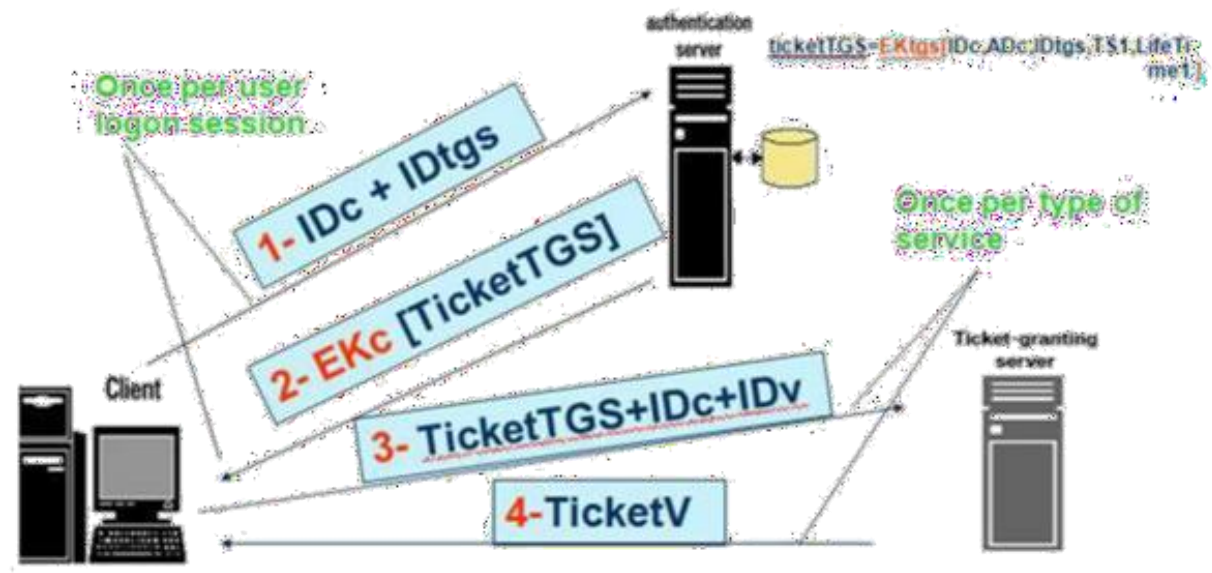 authentication
server
ticketTGS=EKtgs[IDc,ADc,IDtgs,TS1,LifeTi
me1]
Once per user
logon session
1- IDc + IDtgs
2- EKc [TicketTGS]
Once per type of
service
Ticket-granting
server
Client
3- TicketTGS+IDc+IDv
4-TicketV